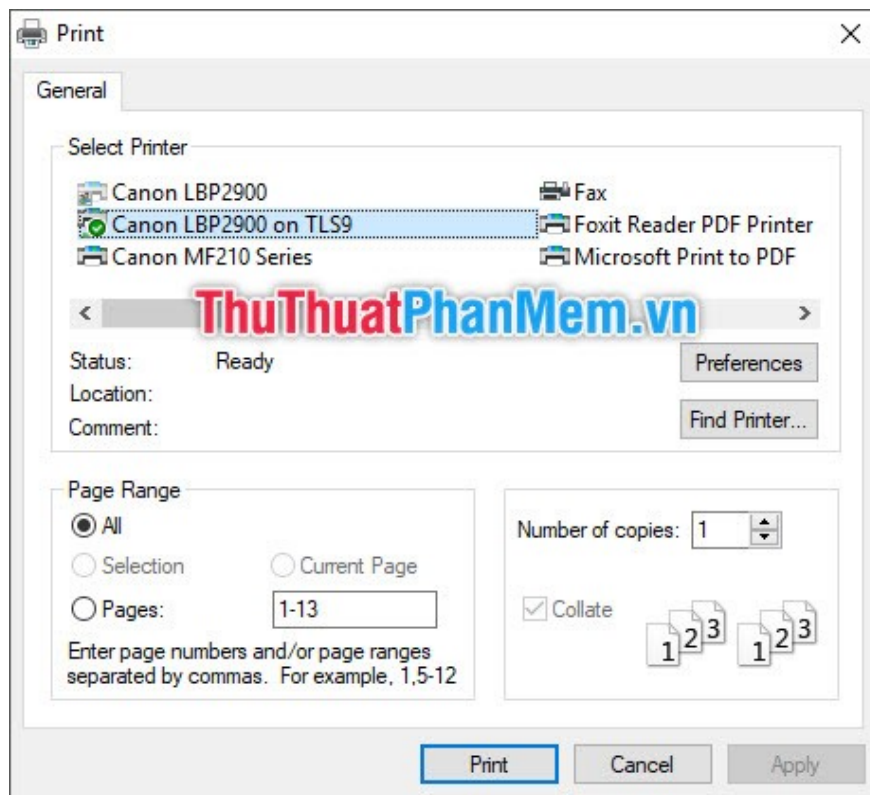 Print
General
Select Printer
Canon LBP2900
Fax
Canon LBP2900 on TLS9
Foxit Reader PDF Printer
Canon MF210 Series
Microsoft Print to PDF
ThuThuatPhanMem.vn
Status: Ready
Preferences
Location:
Comment:
Find Printer...
Page Range
All
Selection
Current Page
Pages: 1-13
Enter page numbers and/or page ranges
separated by commas. For example, 1,5-12
Number of copies: 1
Collate
1 2 3 1 2 3
Print Cancel Apply